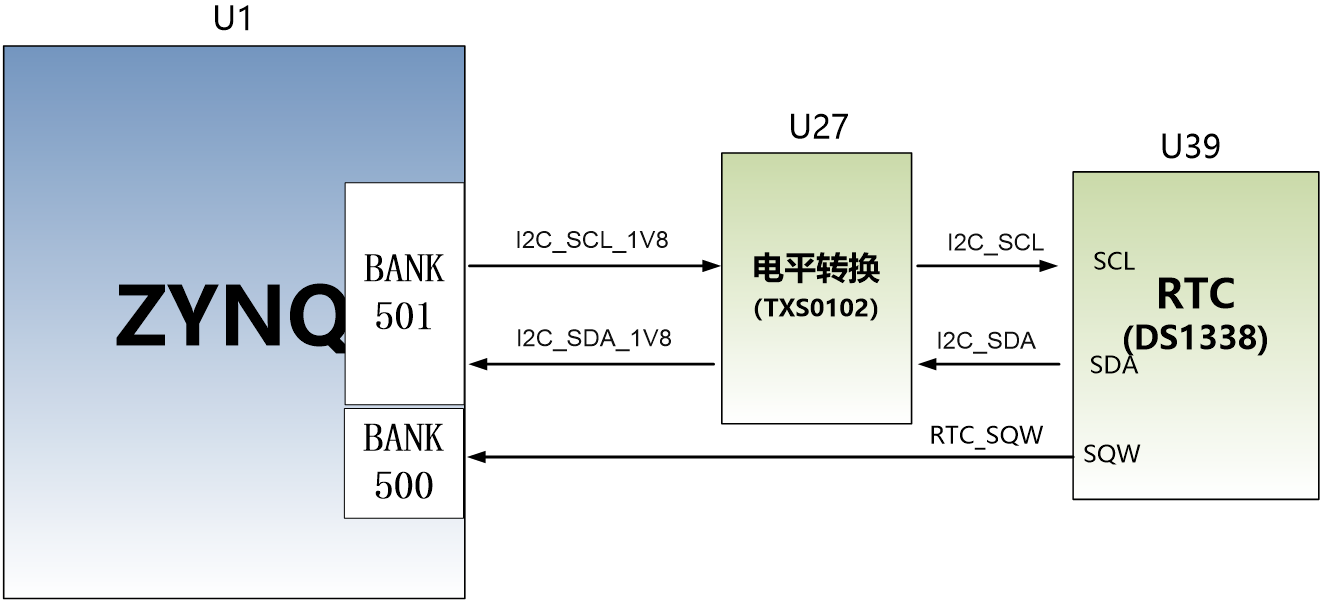 U1
U27
U39
ZYNQ
BANK
501
BANK
500
I2C_SCL_1V8
I2C_SDA_1V8
电平转换
(TXS0102)
I2C_SCL
I2C_SDA
RTC_SQW
SCL
RTC
(DS1338)
SDA
SQW